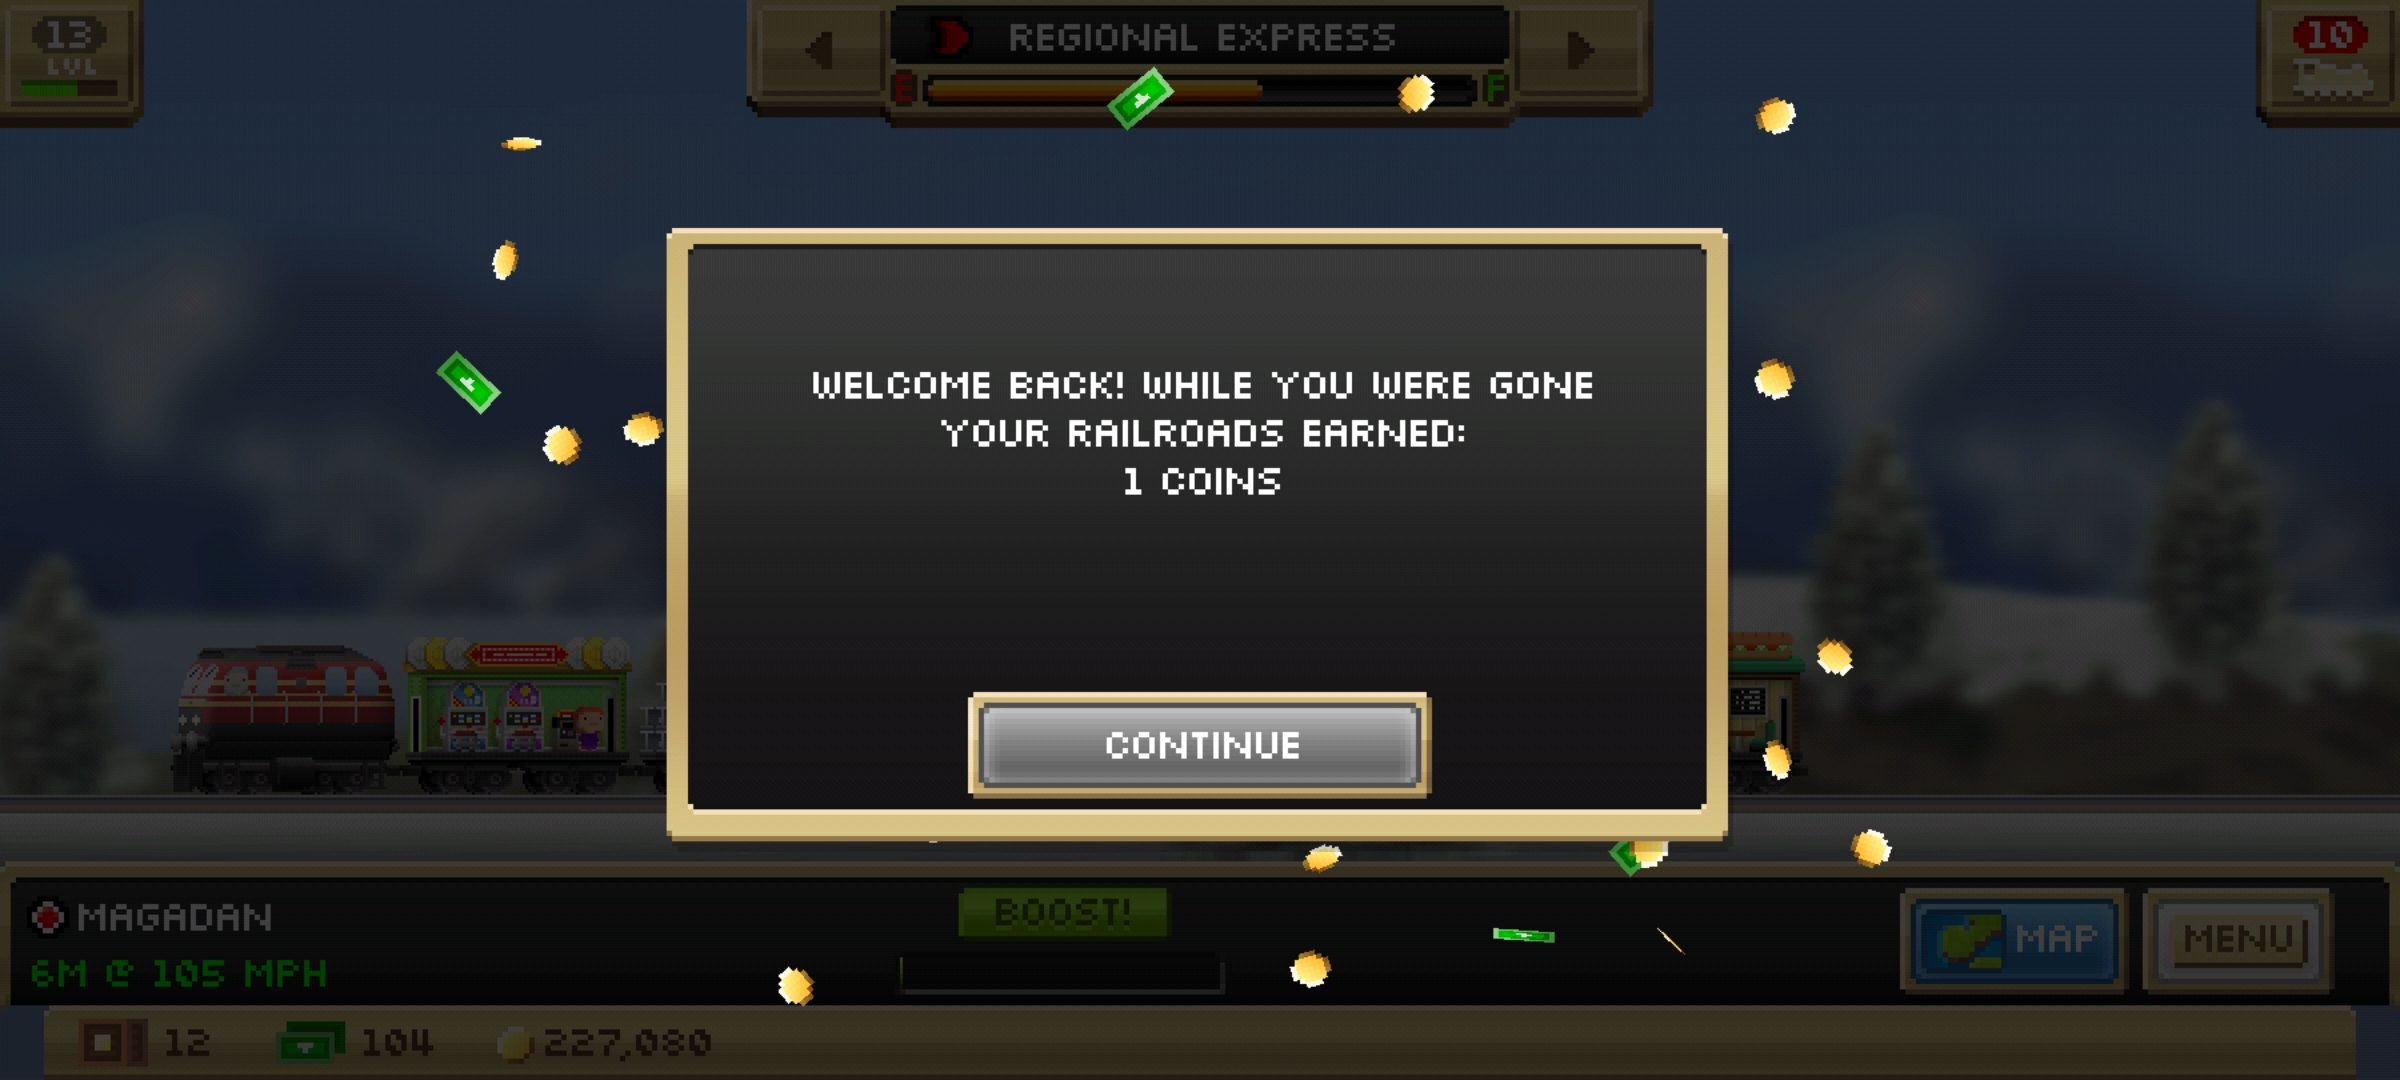 13
LVL
REGIONAL EXPRESS
E F
10
WELCOME BACK! WHILE YOU WERE GONE
YOUR RAILROADS EARNED:
1 COINS
CONTINUE
MAGADAN
6M @ 105 MPH
BOOST!
MAP
MENU
12 104 227,080